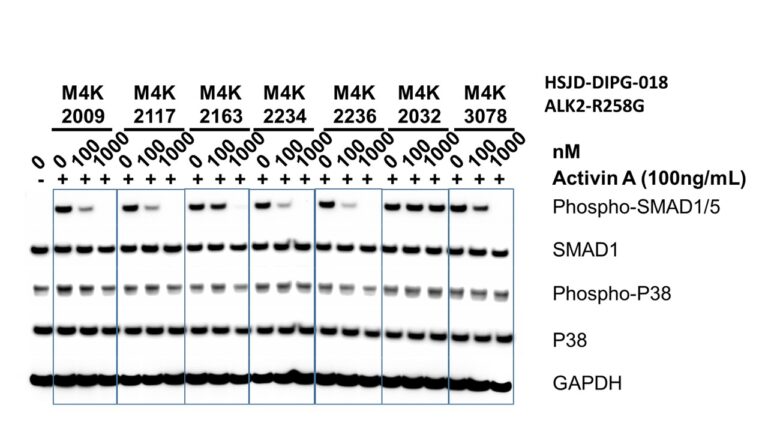 M4K M4K M4K M4K M4K M4K M4K
2009 2117 2163 2234 2236 2032 3078
HSJD-DIPG-018
ALK2-R258G
0 0 100 1000 0 100 1000 0 100 1000 0 100 1000 0 100 1000 0 100 1000 0 100 1000 nM
- + + + + + + + + + + + + + + + + + + + + + Activin A (100ng/mL)
Phospho-SMAD1/5
SMAD1
Phospho-P38
P38
GAPDH